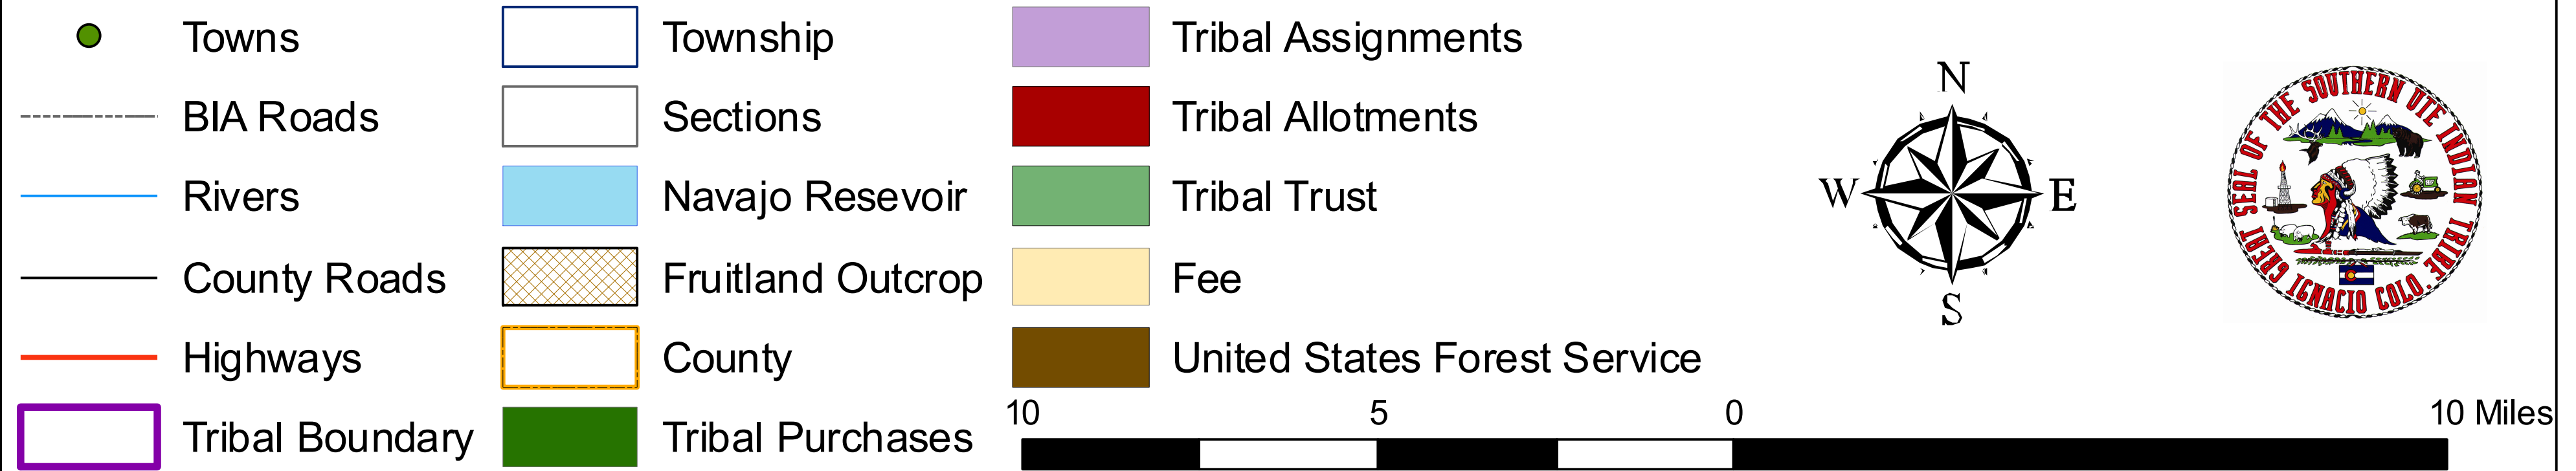 Towns
BIA Roads
Rivers
County Roads
Highways
Tribal Boundary
Township
Sections
Navajo Resevoir
Fruitland Outcrop
County
Tribal Purchases
Tribal Assignments
Tribal Allotments
Tribal Trust
Fee
United States Forest Service
10 5 0 10 Miles
N
W E
S
GREAT SEAL OF THE SOUTHERN UTE INDIAN TRIBE
IGNACIO COLO.